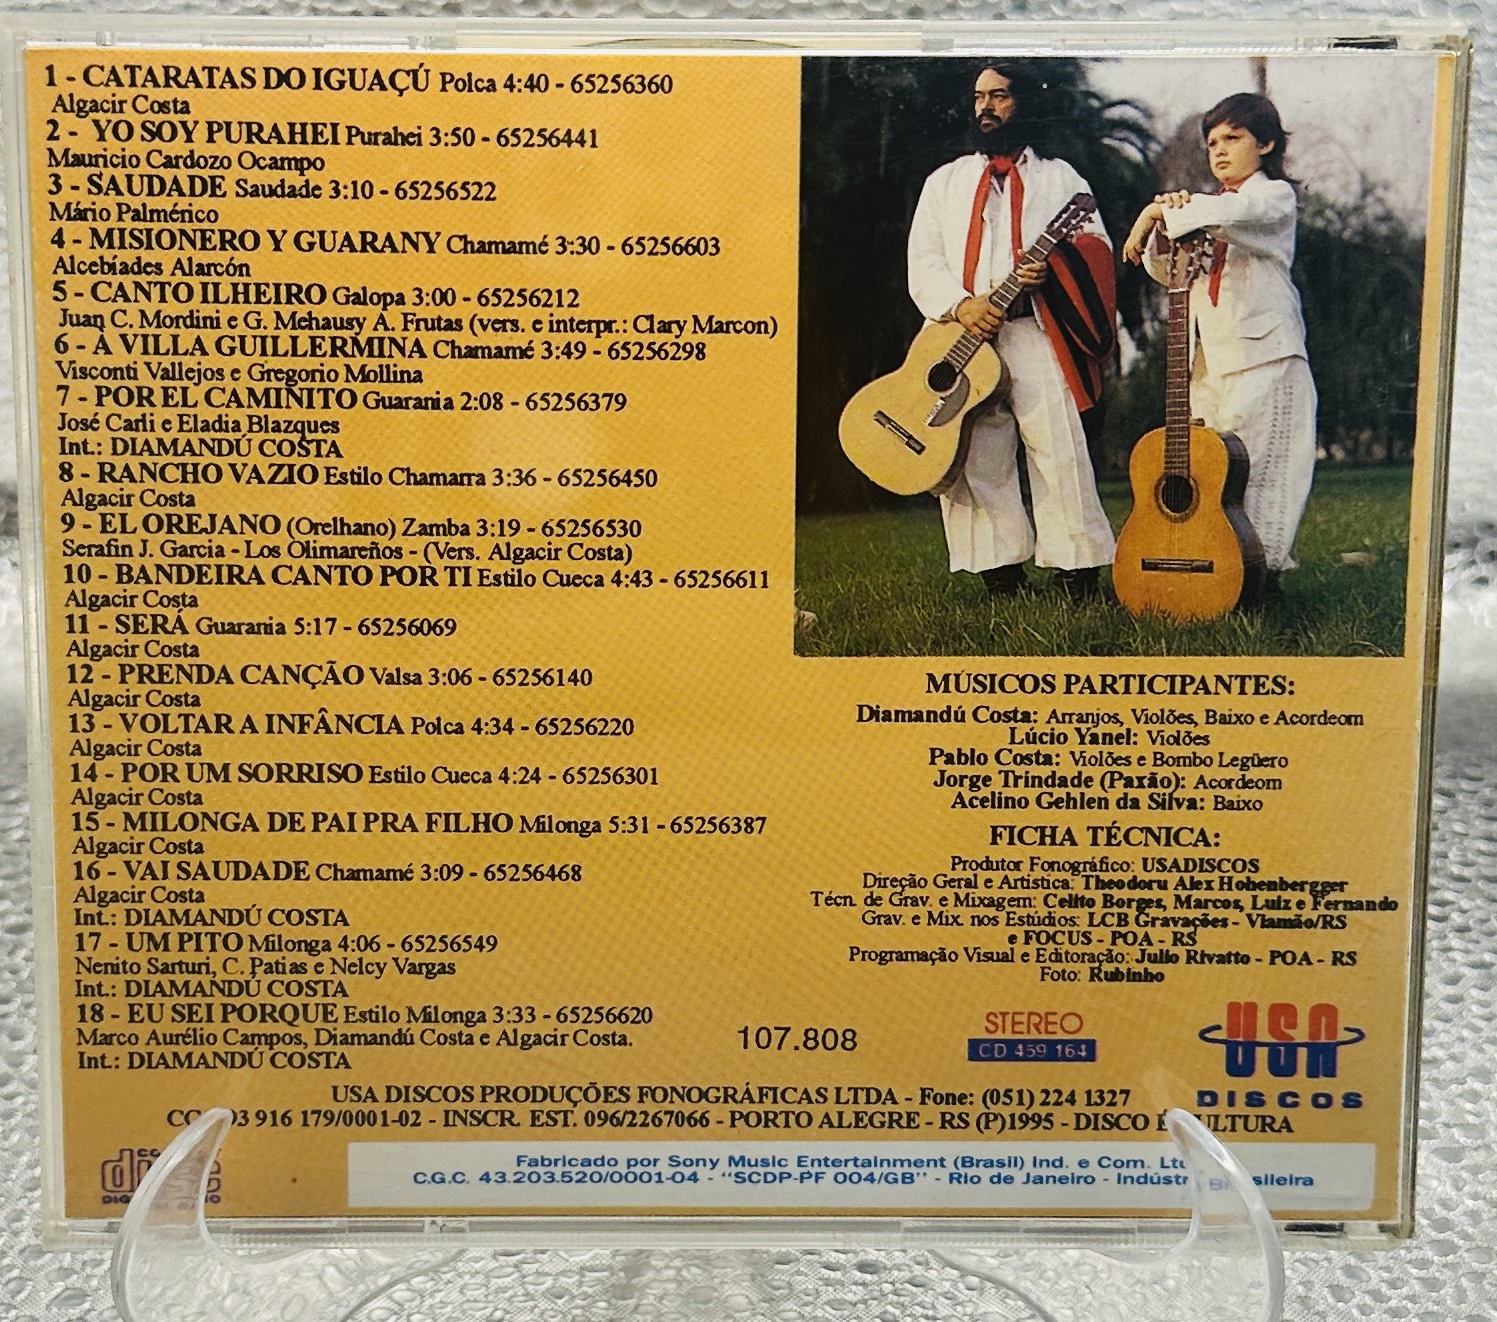 1 - CATARATAS DO IGUAÇÚ Polca 4:40 - 65256360
Algacir Costa
2 - YO SOY PURAHEI Purahei 3:50 - 65256441
Mauricio Cardozo Ocampo
3 - SAUDADE Saudade 3:10 - 65256522
Mário Palmérico
4 - MISIONERO Y GUARANY Chamamé 3:30 - 65256603
Alcebíades Alarcón
5 - CANTO ILHEIRO Galopa 3:00 - 65256212
Juan C. Mordini e G. Mehausy A. Frutas (vers. e interpr.: Clary Marcon)
6 - A VILLA GUILLERMINA Chamamé 3:49 - 65256298
Visconti Vallejos e Gregorio Mollina
7 - POR EL CAMIÑITO Guarania 2:08 - 65256379
José Carli e Eladia Blazques
Int.: DIAMANDÚ COSTA
8 - RANCHO VAZIO Estilo Chamarra 3:36 - 65256450
Algacir Costa
9 - EL OREJANO (Orelhano) Zamba 3:19 - 65256530
Serafin J. Garcia - Los Olimareños - (Vers. Algacir Costa)
10 - BANDEIRA CANTO POR TI Estilo Cueca 4:43 - 65256611
Algacir Costa
11 - SERÁ Guarania 5:17 - 65256069
Algacir Costa
12 - PRENDA CANÇÃO Valsa 3:06 - 65256140
Algacir Costa
13 - VOLTAR A INFÂNCIA Polca 4:34 - 65256220
Algacir Costa
14 - POR UM SORRISO Estilo Cueca 4:24 - 65256301
Algacir Costa
15 - MILONGA DE PAI PRA FILHO Milonga 5:31 - 65256387
Algacir Costa
16 - VAI SAUDADE Chamamé 3:09 - 65256468
Algacir Costa
Int.: DIAMANDÚ COSTA
17 - UM PITO Milonga 4:06 - 65256549
Nenito Sarturi, C. Patias e Nelcy Vargas
Int.: DIAMANDÚ COSTA
18 - EU SEI PORQUE Estilo Milonga 3:33 - 65256620
Marco Aurélio Campos, Diamandú Costa e Algacir Costa.
Int.: DIAMANDÚ COSTA
MÚSICOS PARTICIPANTES:
Diamandú Costa: Arranjos, Violões, Baixo e Acordeom
Lúcio Yanel: Violões
Pablo Costa: Violões e Bombo Legüero
Jorge Trindade (Paxão): Acordeom
Acelino Gehlen da Silva: Baixo
FICHA TÉCNICA:
Produtor Fonográfico: USADISCOS
Direção Geral e Artistica: Theodoru Alex Hohenbergger
Técn. de Grav. e Mixagem: Celito Borges, Marcos, Luiz e Fernando
Grav. e Mix. nos Estúdios: LCB Gravações - Viamão/RS
e FOCUS - POA - RS
Programação Visual e Editoração: Julio Rivatto - POA - RS
Foto: Rubinho
107.808
STEREO
CD 459 164
USA
DISCOS
USA DISCOS PRODUÇÕES FONOGRÁFICAS LTDA - Fone: (051) 224 1327
93 916 179/0001-02 - INSCR. EST. 096/2267066 - PORTO ALEGRE - RS (P)1995 - DISCO É CULTURA
Fabricado por Sony Music Entertainment (Brasil) Ind. e Com. Ltda
C.G.C. 43.203.520/0001-04 - "SCDP-PF 004/GB" - Rio de Janeiro - Indústria Brasileira